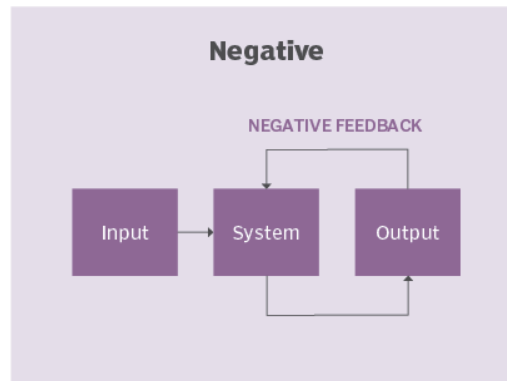 Negative
NEGATIVE FEEDBACK
Input
System
Output